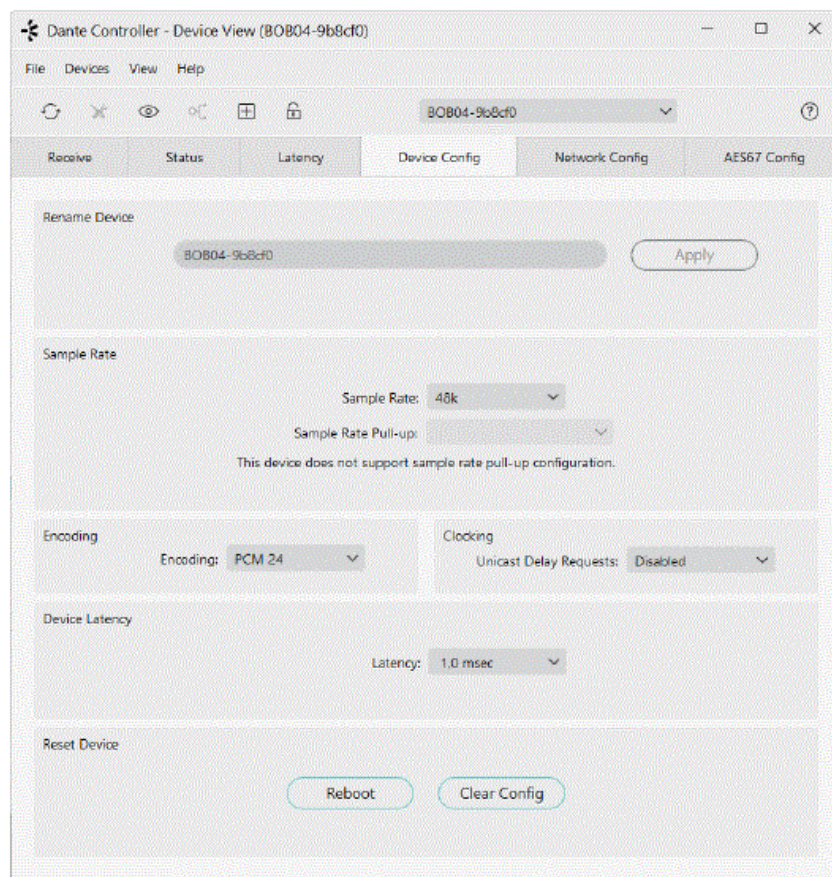 Dante Controller - Device View (BOB04-9b8cf0)
File Devices View Help
BOB04-9b8cf0
Receive Status Latency Device Config Network Config AES67 Config
Rename Device
BOB04-9b8cf0
Apply
Sample Rate
Sample Rate: 48k
Sample Rate Pull-up:
This device does not support sample rate pull-up configuration.
Encoding
Encoding: PCM 24
Clocking
Unicast Delay Requests: Disabled
Device Latency
Latency: 1.0 msec
Reset Device
Reboot Clear Config